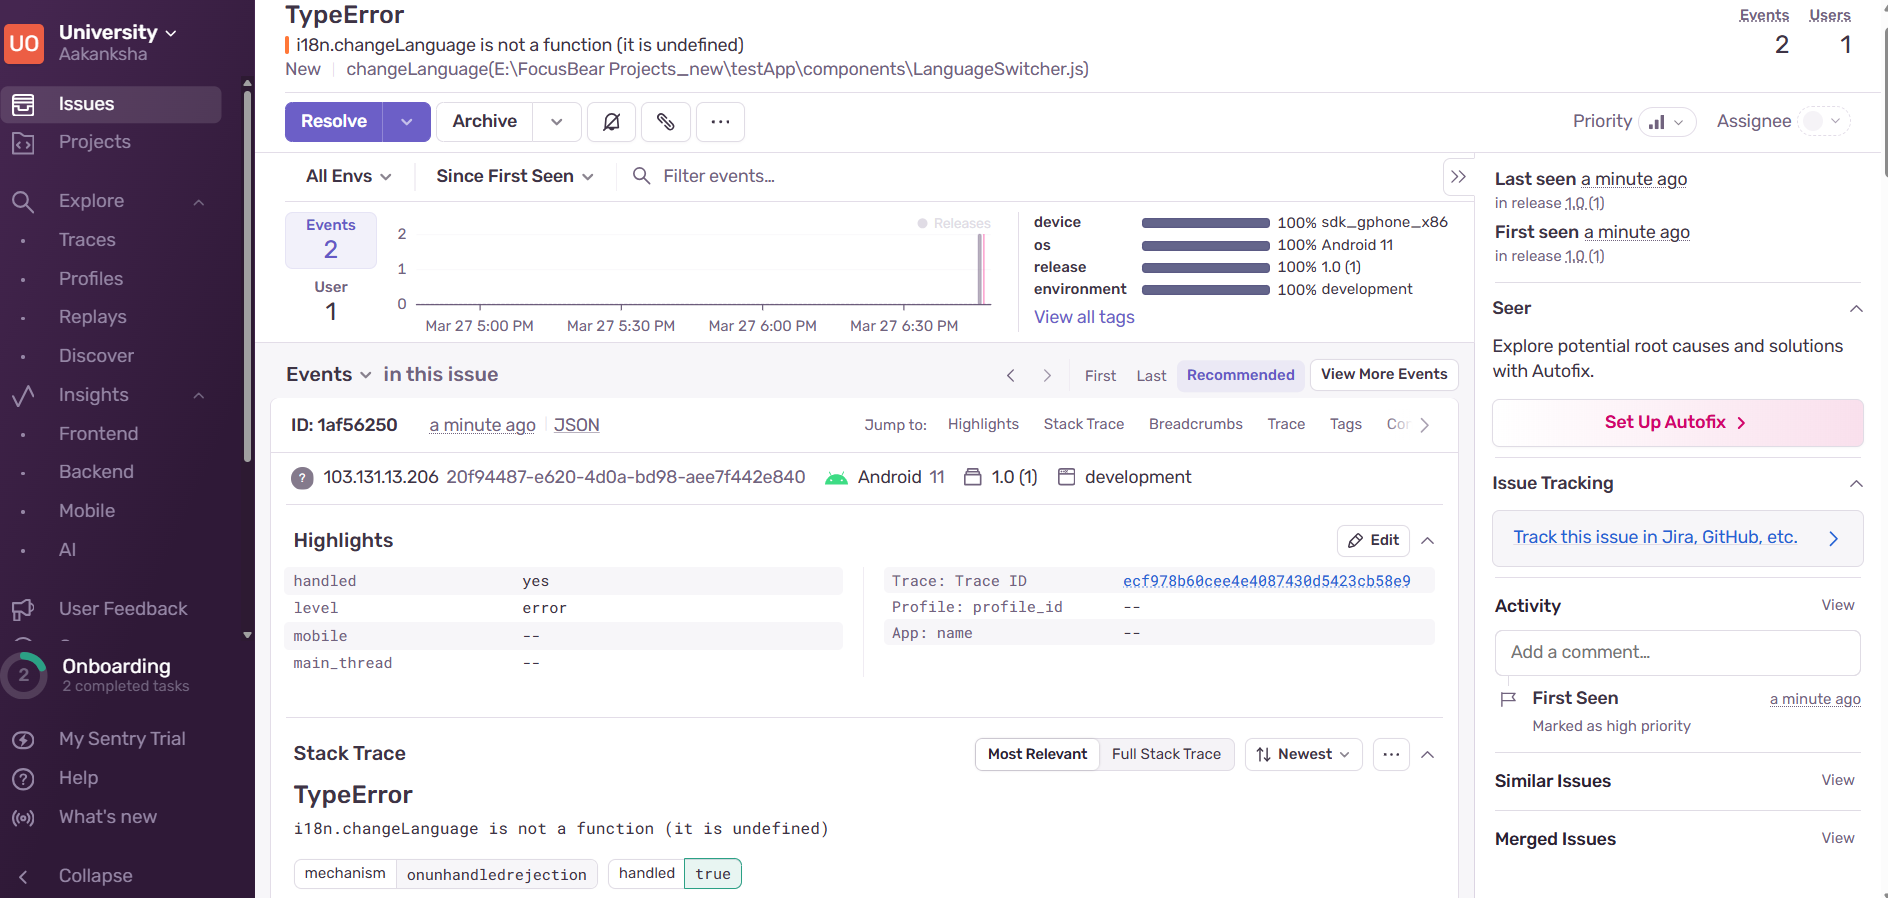 UO
University
Aakanksha
Issues
Projects
Explore
Traces
Profiles
Replays
Discover
Insights
Frontend
Backend
Mobile
AI
User Feedback
2
Onboarding
2 completed tasks
My Sentry Trial
Help
What's new
Collapse
TypeError
i18n.changeLanguage is not a function (it is undefined)
New changeLanguage(E:\FocusBear Projects_new\testApp\components\LanguageSwitcher.js)
Events Users
2 1
Resolve Archive ...
Priority Assignee
All Envs Since First Seen Filter events...
Events
2
User
1
Releases
2
1
0
Mar 27 5:00 PM Mar 27 5:30 PM Mar 27 6:00 PM Mar 27 6:30 PM
device 100% sdk_gphone_x86
os 100% Android 11
release 100% 1.0 (1)
environment 100% development
View all tags
Events in this issue First Last Recommended View More Events
ID: 1af56250 a minute ago JSON Jump to: Highlights Stack Trace Breadcrumbs Trace Tags
? 103.131.13.206 20f94487-e620-4d0a-bd98-aee7f442e840 Android 11 1.0 (1) development
Highlights Edit
handled yes
level error
mobile --
main_thread --
Trace: Trace ID ecf978b60cee4e4087430d5423cb58e9
Profile: profile_id --
App: name --
Stack Trace Most Relevant Full Stack Trace Newest ...
TypeError
i18n.changeLanguage is not a function (it is undefined)
mechanism onunhandledrejection handled true
Last seen a minute ago
in release 1.0 (1)
First seen a minute ago
in release 1.0 (1)
Seer
Explore potential root causes and solutions
with Autofix.
Set Up Autofix
Issue Tracking
Track this issue in Jira, GitHub, etc.
Activity View
Add a comment...
First Seen a minute ago
Marked as high priority
Similar Issues View
Merged Issues View